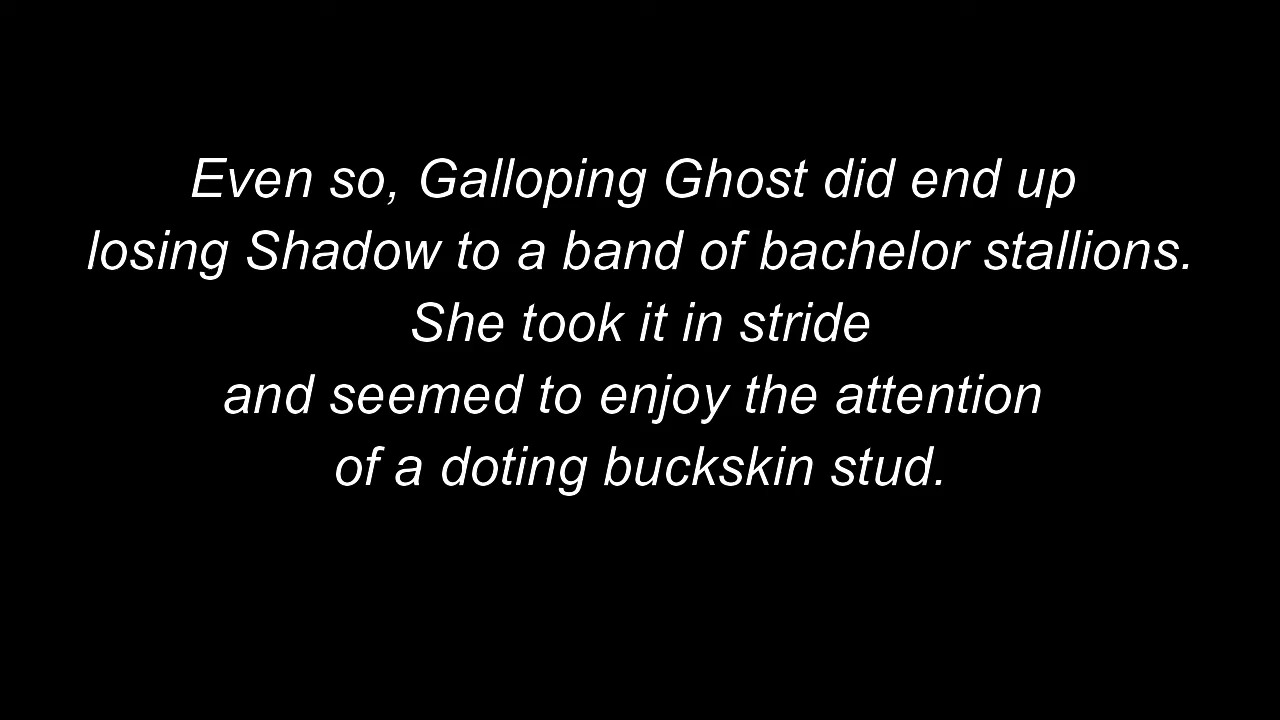 Even so, Galloping Ghost did end up
losing Shadow to a band of bachelor stallions.
She took it in stride
and seemed to enjoy the attention
of a doting buckskin stud.